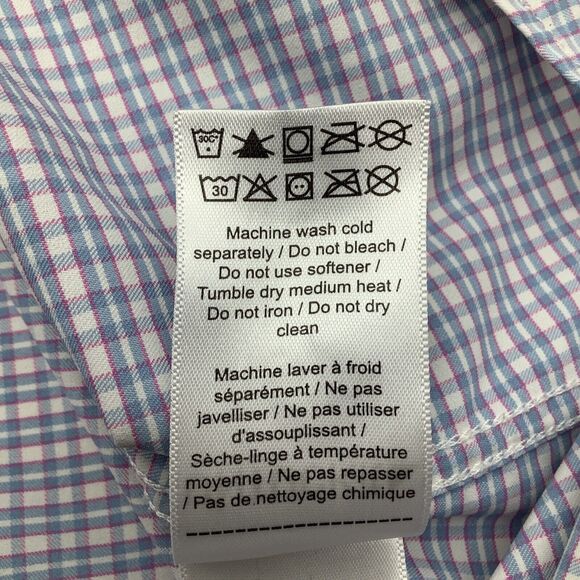 30C°
30
Machine wash cold
separately / Do not bleach /
Do not use softener /
Tumble dry medium heat /
Do not iron / Do not dry
clean
Machine laver à froid
séparément / Ne pas
javelliser / Ne pas utiliser
d'assouplissant /
Sèche-linge à température
moyenne / Ne pas repasser
/ Pas de nettoyage chimique